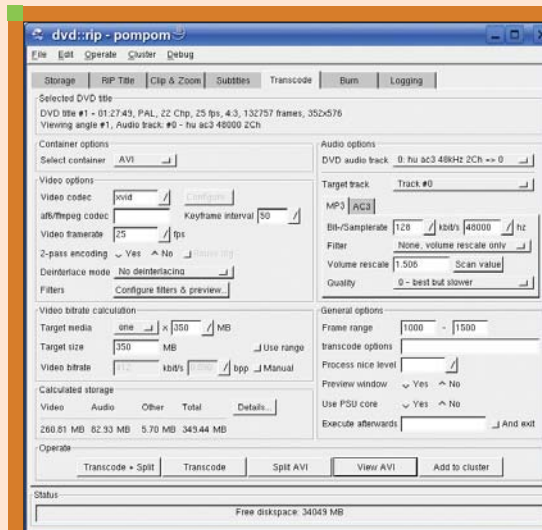 dvd::rip - pompom
File Edit Operate Cluster Debug
Storage RIP Title Clip & Zoom Subtitles Transcode Burn Logging
Selected DVD title
DVD title #1 - 01:27:49, PAL, 22 Chp, 25 fps, 4:3, 132757 frames, 352x576
Viewing angle #1, Audio track: #0 - hu ac3 48000 2Ch
Container options
Select container AVI
Video options
Video codec xvid Configure...
af6/ffmpeg codec Keyframe interval 50
Video framerate 25 fps
2-pass encoding Yes No
Deinterlace mode No deinterlacing
Filters Configure filters & preview...
Video bitrate calculation
Target media one x 350 MB
Target size 350 MB Use range
Video bitrate kbit/s bpp Manual
Calculated storage
Video Audio Other Total Details...
260.81 MB 82.93 MB 5.70 MB 349.44 MB
Audio options
DVD audio track 0: hu ac3 48kHz 2Ch => 0
Target track Track #0
MP3 AC3
Bit-/Samplerate 128 kbit/s 48000 hz
Filter None, volume rescale only
Volume rescale 1.506 Scan value
Quality 0 - best but slower
General options
Frame range 1000 - 1500
transcode options
Process nice level
Preview window Yes No
Use PSU core Yes No
Execute afterwards And exit
Operate
Transcode + Split Transcode Split AVI View AVI Add to cluster
Status
Free diskspace: 34049 MB